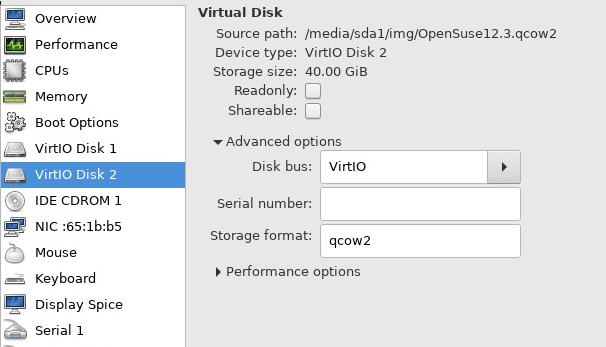 Overview
Performance
CPUs
Memory
Boot Options
VirtIO Disk 1
VirtIO Disk 2
IDE CDROM 1
NIC :65:1b:b5
Mouse
Keyboard
Display Spice
Serial 1
Virtual Disk
Source path: /media/sda1/img/OpenSuse12.3.qcow2
Device type: VirtIO Disk 2
Storage size: 40.00 GiB
Readonly:
Shareable:
Advanced options
Disk bus: VirtIO
Serial number:
Storage format: qcow2
Performance options